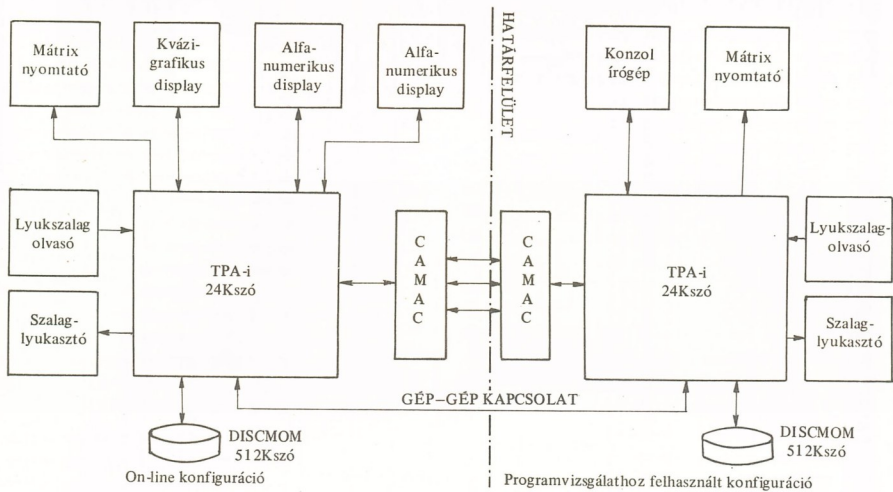 Mátrix
nyomtató
Kvázi-
grafikus
display
Alfa-
numerikus
display
Alfa-
numerikus
display
HATÁRFELÜLET
Konzol
írógép
Mátrix
nyomtató
Lyukszalag
olvasó
TPA-i
24Kszó
CAMAC
CAMAC
TPA-i
24Kszó
Lyukszalag-
olvasó
Szalag-
lyukasztó
Szalag-
lyukasztó
GÉP–GÉP KAPCSOLAT
DISCMOM
512Kszó
DISCMOM
512Kszó
On-line konfiguráció
Programvizsgálathoz felhasznált konfiguráció